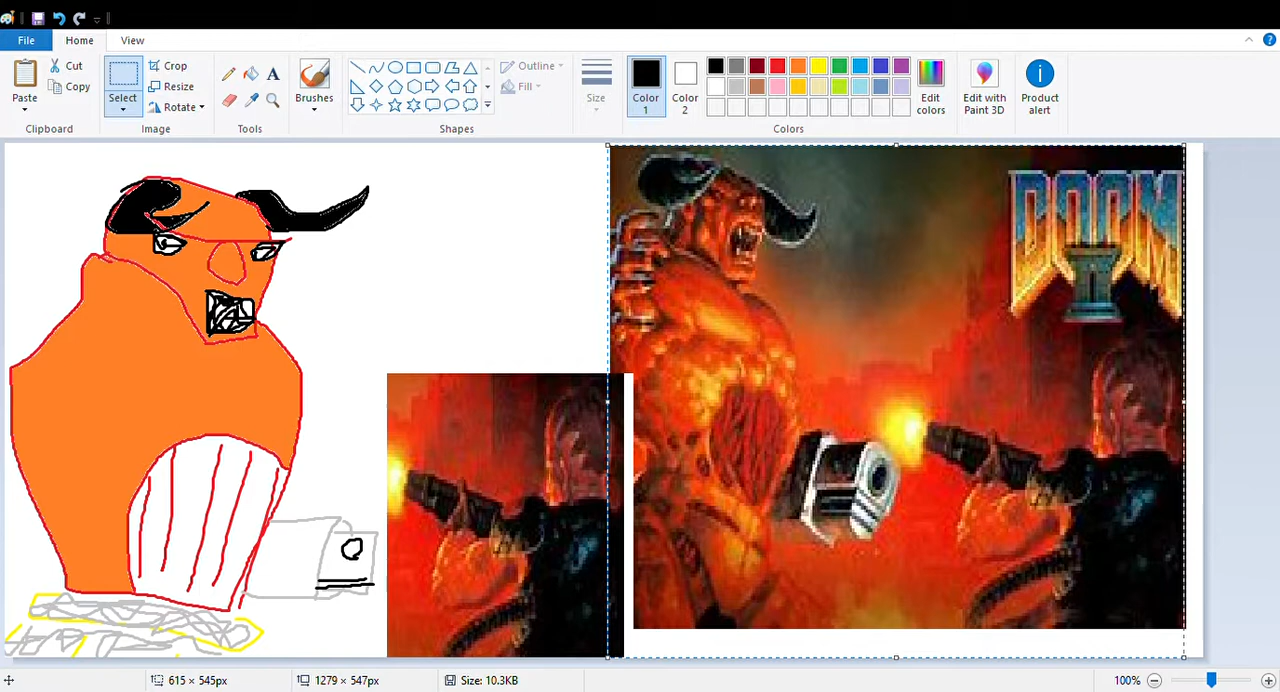 File
Home
View
Paste
Cut
Copy
Clipboard
Select
Crop
Resize
Rotate
Image
Tools
Brushes
Shapes
Outline
Fill
Size
Color 1
Color 2
Colors
Edit colors
Edit with Paint 3D
Product alert
DOOM
II
615 × 545px
1279 × 547px
Size: 10.3KB
100%